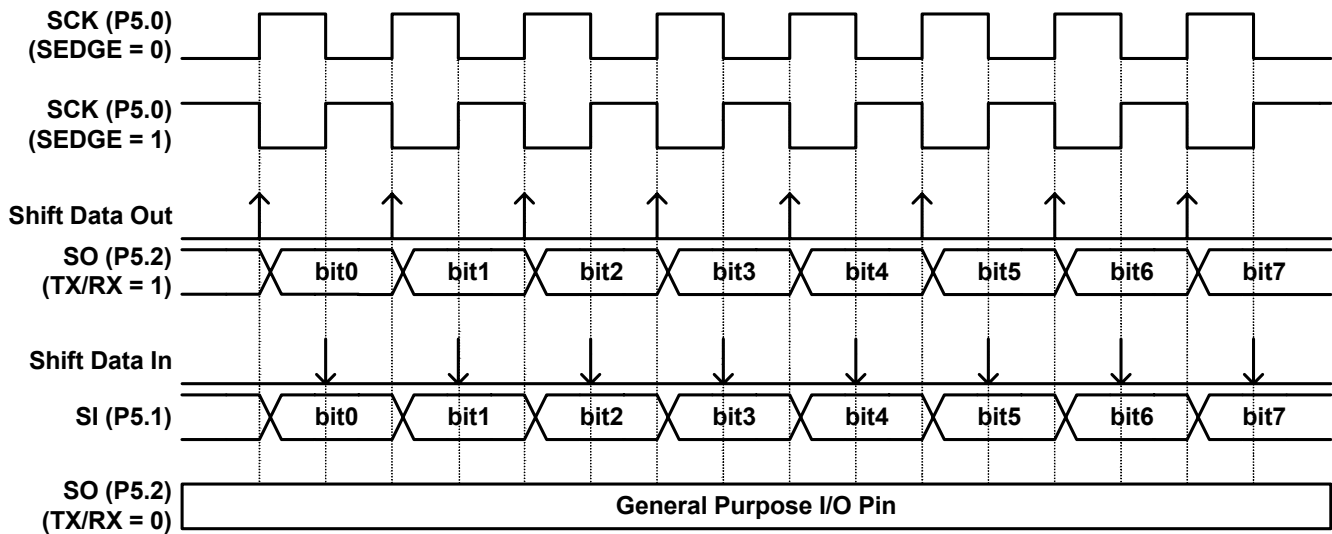 SCK (P5.0)
(SEDGE = 0)
SCK (P5.0)
(SEDGE = 1)
Shift Data Out
SO (P5.2)
(TX/RX = 1)
bit0 bit1 bit2 bit3 bit4 bit5 bit6 bit7
Shift Data In
SI (P5.1)
bit0 bit1 bit2 bit3 bit4 bit5 bit6 bit7
SO (P5.2)
(TX/RX = 0)
General Purpose I/O Pin